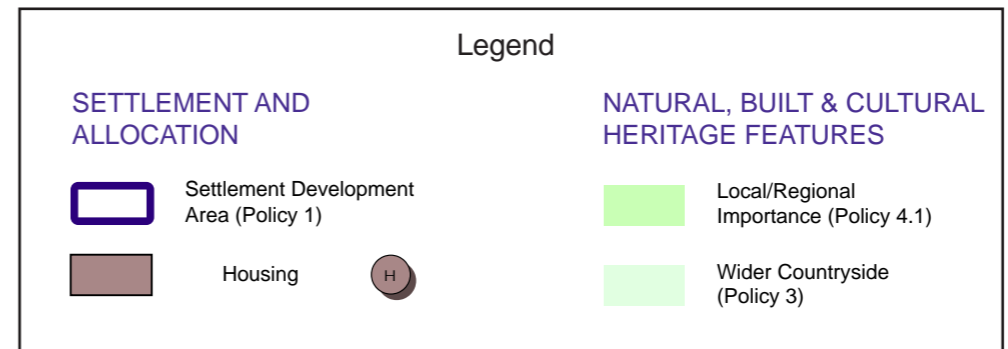 Legend
SETTLEMENT AND
ALLOCATION
Settlement Development
Area (Policy 1)
Housing
H
NATURAL, BUILT & CULTURAL
HERITAGE FEATURES
Local/Regional
Importance (Policy 4.1)
Wider Countryside
(Policy 3)